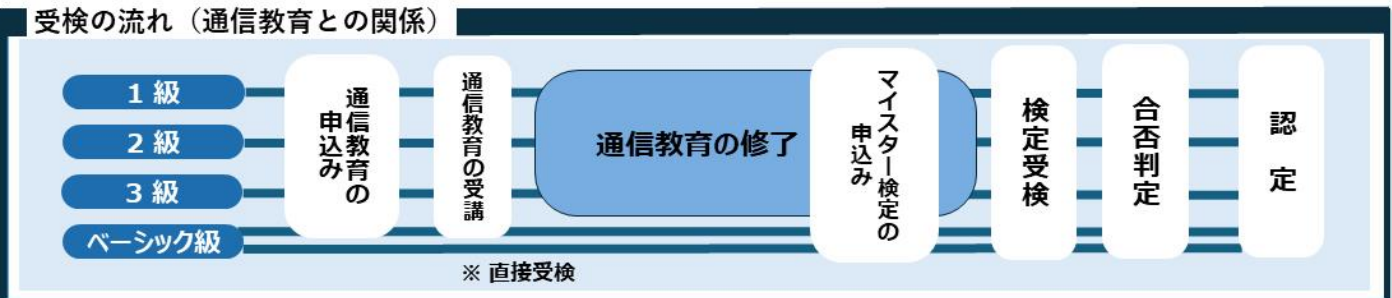 受検の流れ（通信教育との関係）
1 級
2 級
3 級
ベーシック級
通信教育の
申込み
通信教育の受講
通信教育の修了
マイスター検定の
申込み
検定受検
合否判定
認 定
※ 直接受検